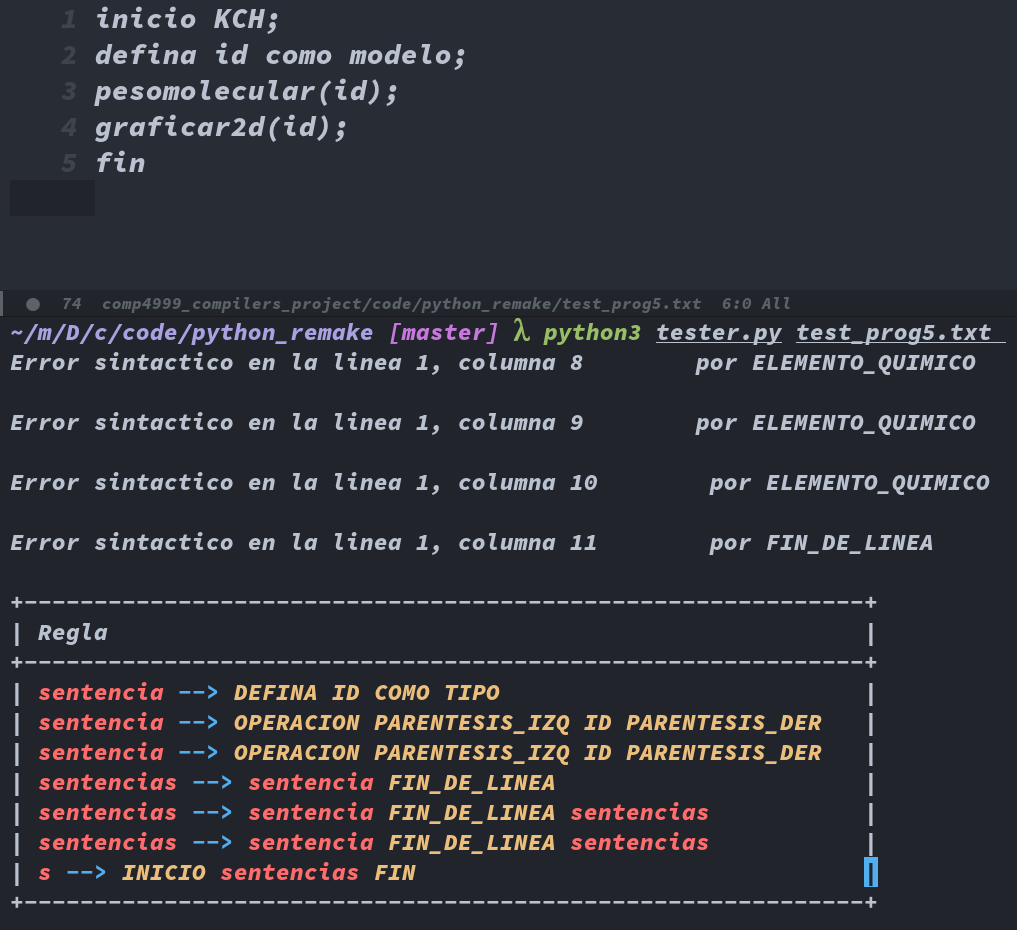 1 inicio KCH;
2 defina id como modelo;
3 pesomolecular(id);
4 graficar2d(id);
5 fin
74 comp4999_compilers_project/code/python_remake/test_prog5.txt 6:0 All
~/m/D/c/code/python_remake [master] λ python3 tester.py test_prog5.txt
Error sintactico en la linea 1, columna 8 por ELEMENTO_QUIMICO
Error sintactico en la linea 1, columna 9 por ELEMENTO_QUIMICO
Error sintactico en la linea 1, columna 10 por ELEMENTO_QUIMICO
Error sintactico en la linea 1, columna 11 por FIN_DE_LINEA
+------------------------------------------------------------+
| Regla |
+------------------------------------------------------------+
| sentencia --> DEFINA ID COMO TIPO |
| sentencia --> OPERACION PARENTESIS_IZQ ID PARENTESIS_DER |
| sentencia --> OPERACION PARENTESIS_IZQ ID PARENTESIS_DER |
| sentencias --> sentencia FIN_DE_LINEA |
| sentencias --> sentencia FIN_DE_LINEA sentencias |
| sentencias --> sentencia FIN_DE_LINEA sentencias |
| s --> INICIO sentencias FIN |
+------------------------------------------------------------+